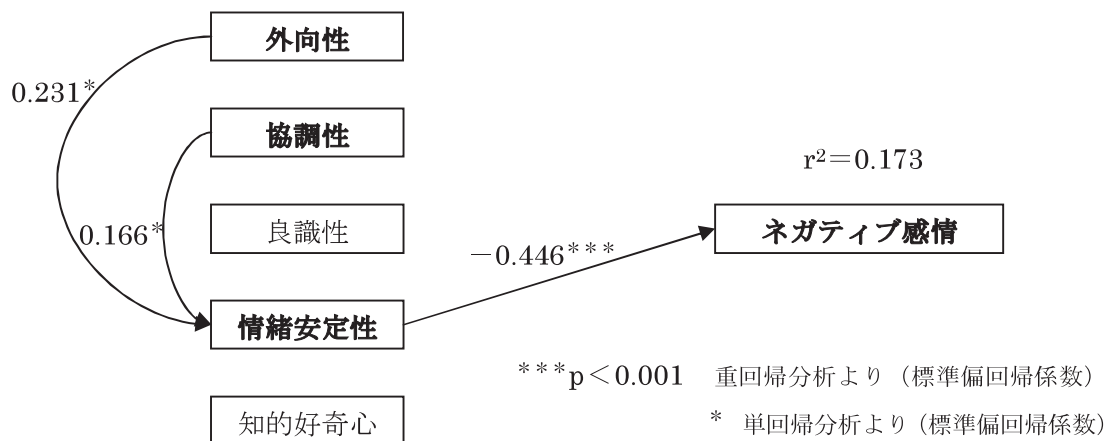 外向性
0.231*
協調性
r²＝0.173
0.166*
良識性
ネガティブ感情
−0.446***
情緒安定性
***p＜0.001　重回帰分析より（標準偏回帰係数）
知的好奇心
*　単回帰分析より（標準偏回帰係数）